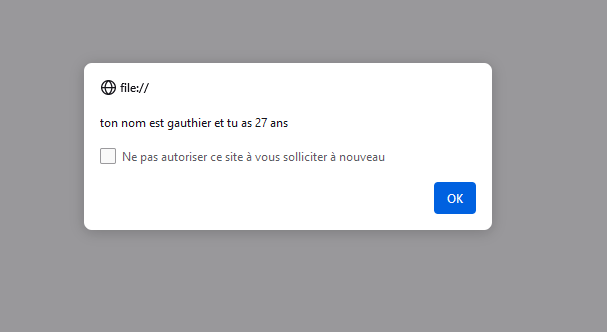 file://
ton nom est gauthier et tu as 27 ans
Ne pas autoriser ce site à vous solliciter à nouveau
OK